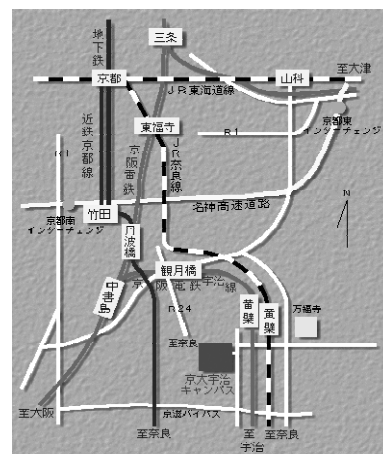 地下鉄
三条
京都
山科
至大津
JR東海道線
京都東
インターチェンジ
東福寺
R1
近鉄京都線
京阪電鉄
JR奈良線
R1
名神高速道路
竹田
京都南
インターチェンジ
丹波橋
N
観月橋
京阪電鉄宇治線
中書島
黄檗
黄檗
万福寺
R24
至奈良
京大宇治
キャンパス
至大阪
京滋バイパス
至奈良
至宇治
至奈良